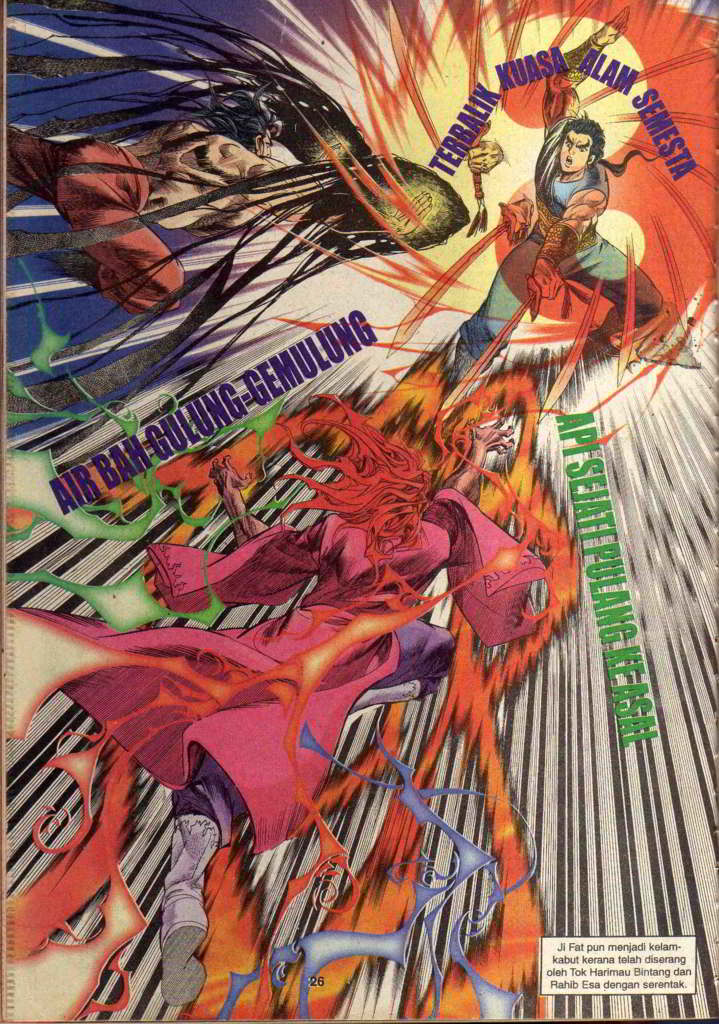 TERBALIK KUASA ALAM SEMESTA
AIR BAH GULUNG-GEMULUNG
API SEJATI PULANG KE ASAL
Ji Fat pun menjadi kelam-
kabut kerana telah diserang
oleh Tok Harimau Bintang dan
Rahib Esa dengan serentak.
26